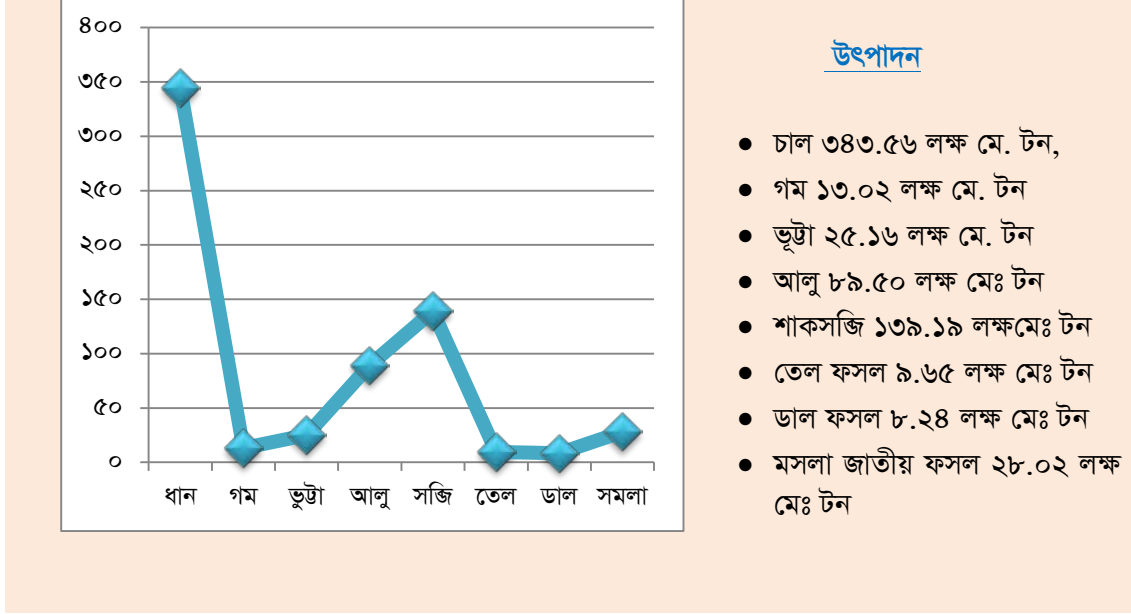 ৪০০
৩৫০
৩০০
২৫০
২০০
১৫০
১০০
৫০
০
ধান গম ভুট্টা আলু সব্জি তেল ডাল সমলা
উৎপাদন
● চাল ৩৪৩.৫৬ লক্ষ মে. টন,
● গম ১৩.০২ লক্ষ মে. টন
● ভূট্টা ২৫.১৬ লক্ষ মে. টন
● আলু ৮৯.৫০ লক্ষ মেঃ টন
● শাকসব্জি ১৩৯.১৯ লক্ষমেঃ টন
● তেল ফসল ৯.৬৫ লক্ষ মেঃ টন
● ডাল ফসল ৮.২৪ লক্ষ মেঃ টন
● মসলা জাতীয় ফসল ২৮.০২ লক্ষ
মেঃ টন